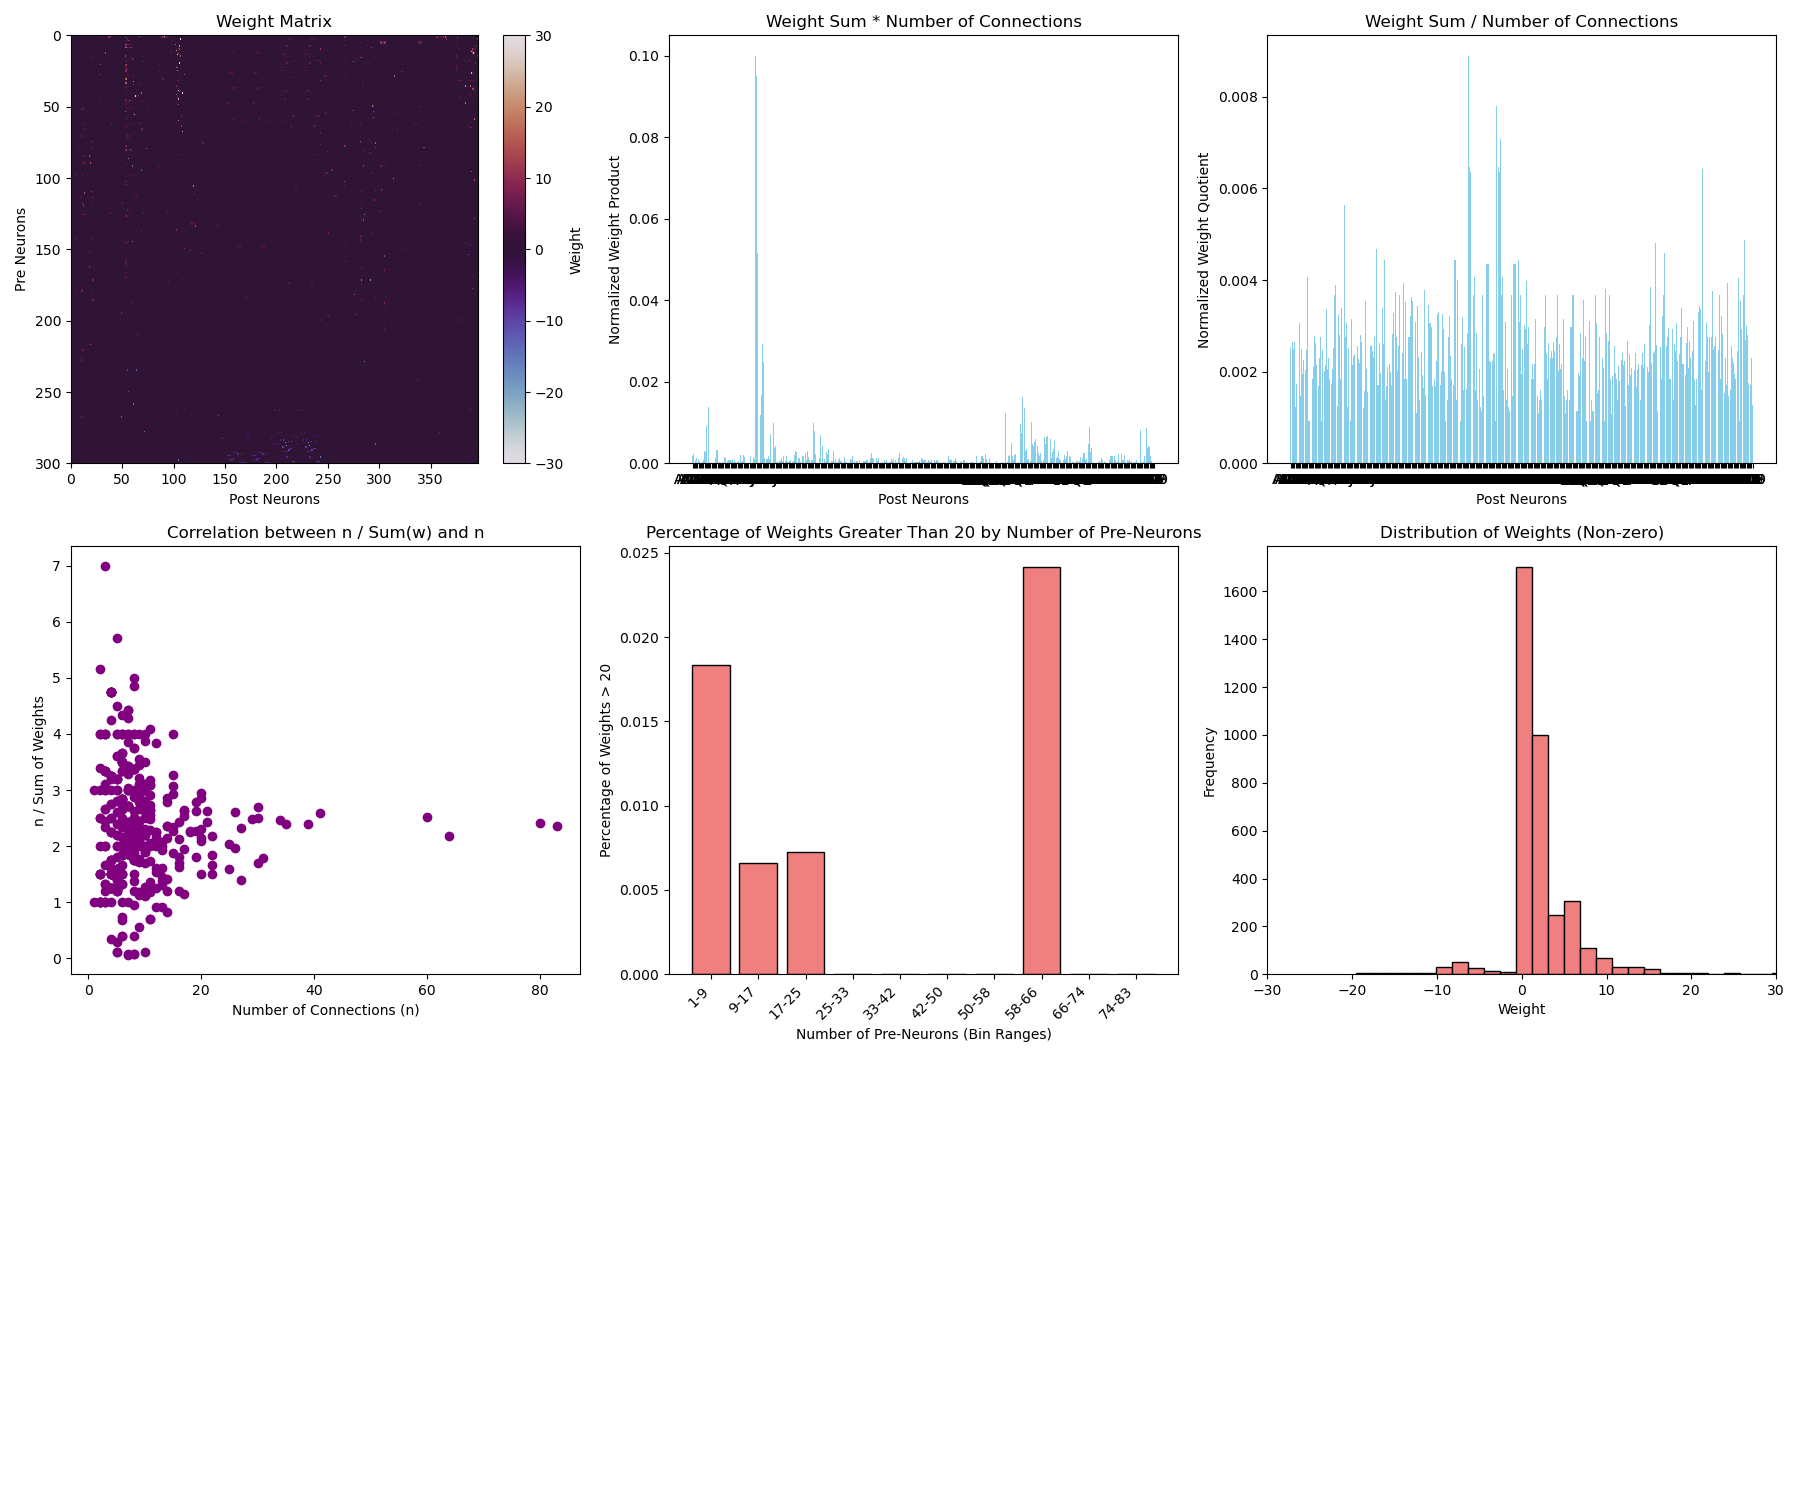 Weight Matrix
0
50
100
150
200
250
300
Pre Neurons
0 50 100 150 200 250 300 350
Post Neurons
30
20
10
0
−10
−20
−30
Weight
Weight Sum * Number of Connections
0.10
0.08
0.06
0.04
0.02
0.00
Normalized Weight Product
Post Neurons
Weight Sum / Number of Connections
0.008
0.006
0.004
0.002
0.000
Normalized Weight Quotient
Post Neurons
Correlation between n / Sum(w) and n
7
6
5
4
3
2
1
0
n / Sum of Weights
0 20 40 60 80
Number of Connections (n)
Percentage of Weights Greater Than 20 by Number of Pre-Neurons
0.025
0.020
0.015
0.010
0.005
0.000
Percentage of Weights > 20
1-9 9-17 17-25 25-33 33-42 42-50 50-58 58-66 66-74 74-83
Number of Pre-Neurons (Bin Ranges)
Distribution of Weights (Non-zero)
1600
1400
1200
1000
800
600
400
200
0
Frequency
−30 −20 −10 0 10 20 30
Weight